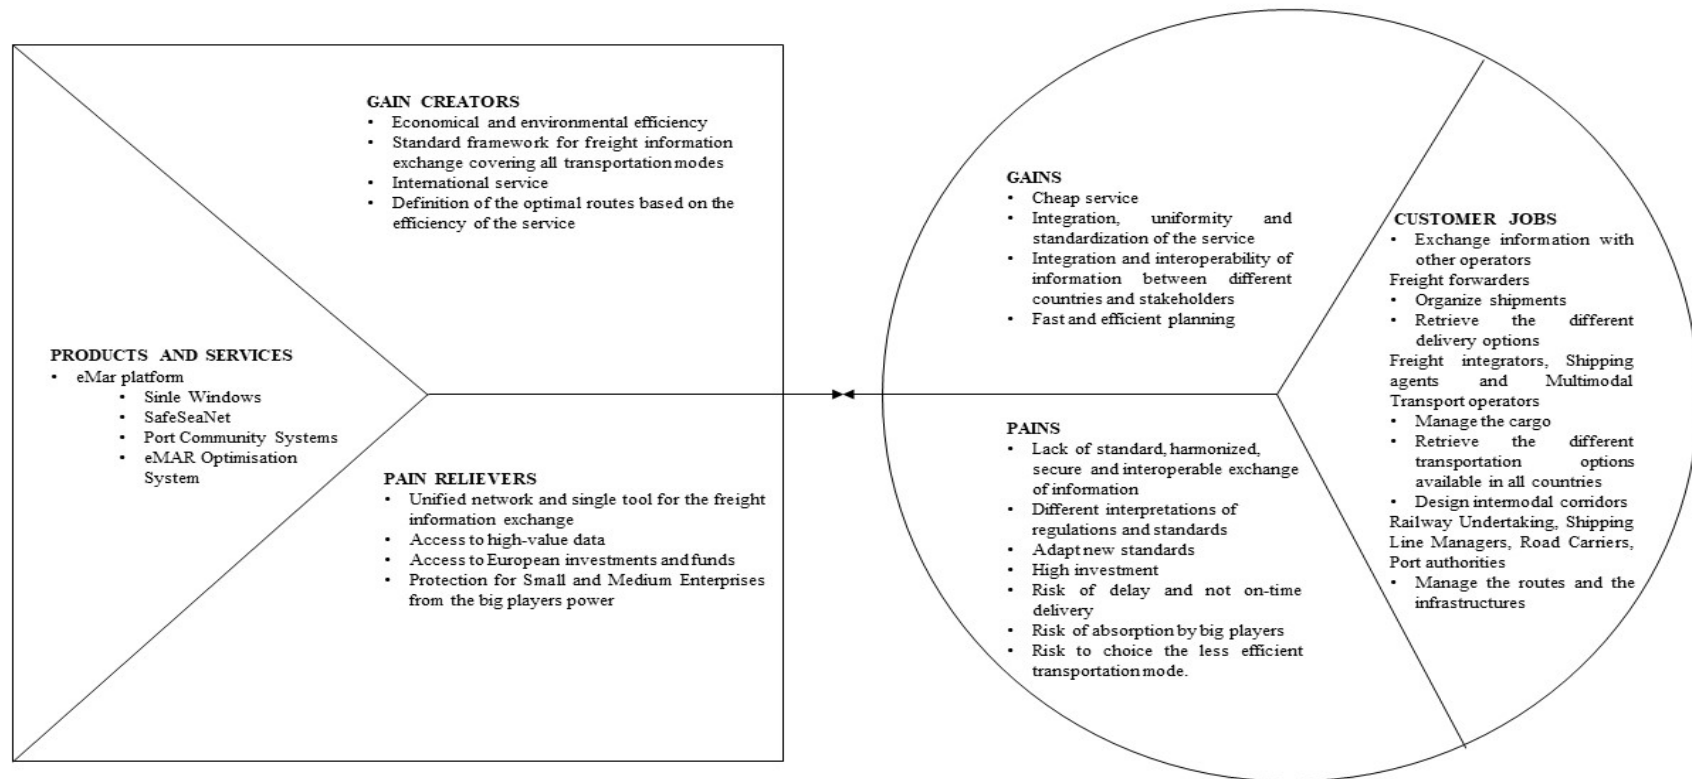 GAIN CREATORS
• Economical and environmental efficiency
• Standard framework for freight information
exchange covering all transportation modes
• International service
• Definition of the optimal routes based on the
efficiency of the service
PRODUCTS AND SERVICES
• eMar platform
• Sinle Windows
• SafeSeaNet
• Port Community Systems
• eMAR Optimisation
System
PAIN RELIEVERS
• Unified network and single tool for the freight
information exchange
• Access to high-value data
• Access to European investments and funds
• Protection for Small and Medium Enterprises
from the big players power
GAINS
• Cheap service
• Integration, uniformity and
standardization of the service
• Integration and interoperability of
information between different
countries and stakeholders
• Fast and efficient planning
PAINS
• Lack of standard, harmonized,
secure and interoperable exchange
of information
• Different interpretations of
regulations and standards
• Adapt new standards
• High investment
• Risk of delay and not on-time
delivery
• Risk of absorption by big players
• Risk to choice the less efficient
transportation mode.
CUSTOMER JOBS
• Exchange information with
other operators
Freight forwarders
• Organize shipments
• Retrieve the different
delivery options
Freight integrators, Shipping
agents and Multimodal
Transport operators
• Manage the cargo
• Retrieve the different
transportation options
available in all countries
• Design intermodal corridors
Railway Undertaking, Shipping
Line Managers, Road Carriers,
Port authorities
• Manage the routes and the
infrastructures